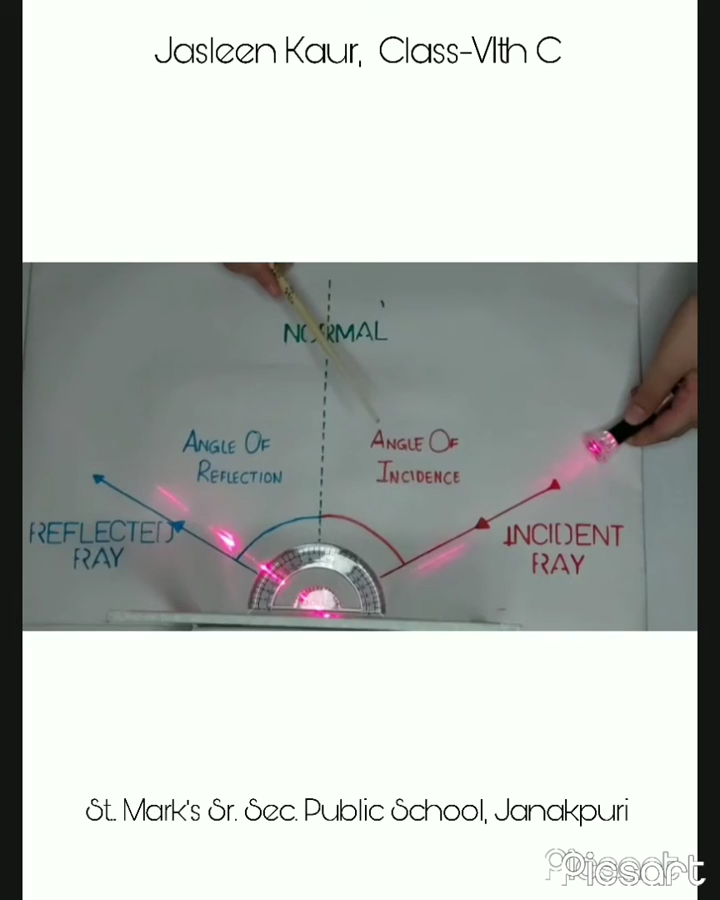 Jasleen Kaur, Class-VIth C
NORMAL
ANGLE OF
REFLECTION
ANGLE OF
INCIDENCE
REFLECTED
RAY
INCIDENT
RAY
St. Mark's Sr. Sec. Public School, Janakpuri
Picsart